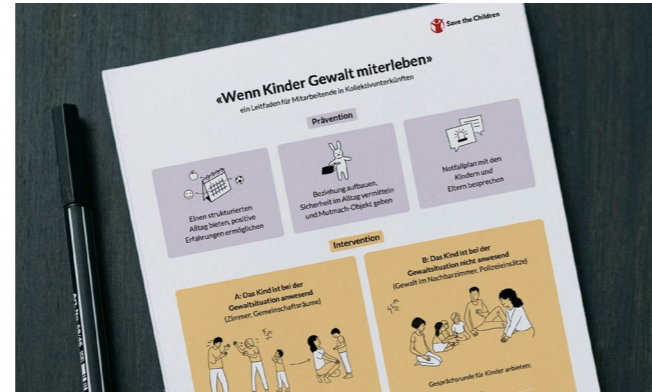 Save the Children
«Wenn Kinder Gewalt miterleben»
ein Leitfaden für Mitarbeitende in Kollektivunterkünften
Prävention
Einen strukturierten
Alltag bieten, positive
Erfahrungen ermöglichen
Beziehung aufbauen,
Sicherheit im Alltag vermitteln
und Mutmach-Objekt geben
Notfallplan mit den
Kindern und
Eltern besprechen
Intervention
A: Das Kind ist bei der
Gewaltsituation anwesend
(Zimmer, Gemeinschaftsräume)
B: Das Kind ist bei der
Gewaltsituation nicht anwesend
(Gewalt im Nachbarzimmer, Polizeieinsätze)
Gesprächsrunde für Kinder anbieten: